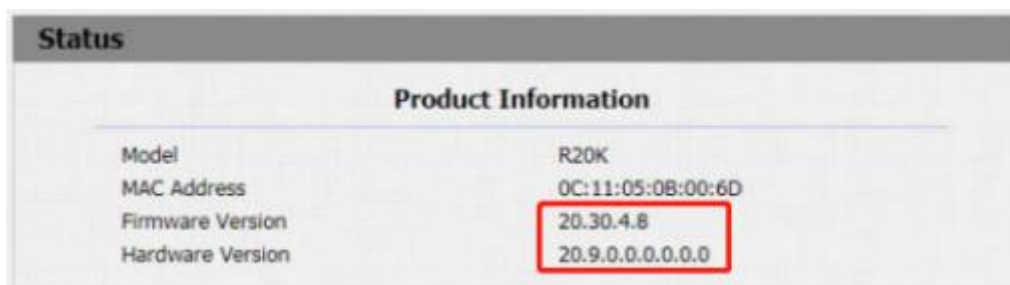 Status
Product Information
Model R20K
MAC Address 0C:11:05:0B:00:6D
Firmware Version 20.30.4.8
Hardware Version 20.9.0.0.0.0.0.0